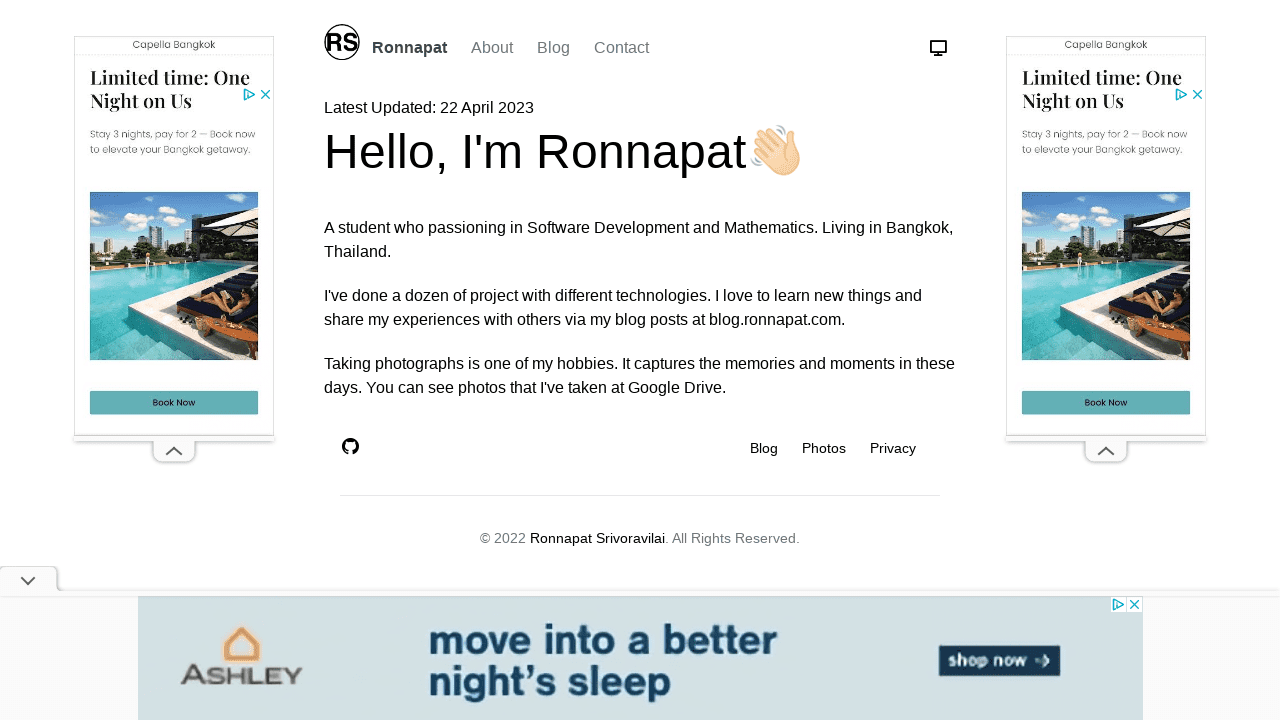 RS Ronnapat About Blog Contact
Latest Updated: 22 April 2023
Hello, I'm Ronnapat👋🏻
A student who passioning in Software Development and Mathematics. Living in Bangkok,
Thailand.
I've done a dozen of project with different technologies. I love to learn new things and
share my experiences with others via my blog posts at blog.ronnapat.com.
Taking photographs is one of my hobbies. It captures the memories and moments in these
days. You can see photos that I've taken at Google Drive.
Blog Photos Privacy
© 2022 Ronnapat Srivoravilai. All Rights Reserved.
Capella Bangkok
Limited time: One
Night on Us
Stay 3 nights, pay for 2 — Book now
to elevate your Bangkok getaway.
Book Now
Capella Bangkok
Limited time: One
Night on Us
Stay 3 nights, pay for 2 — Book now
to elevate your Bangkok getaway.
Book Now
ASHLEY
move into a better
night's sleep
shop now